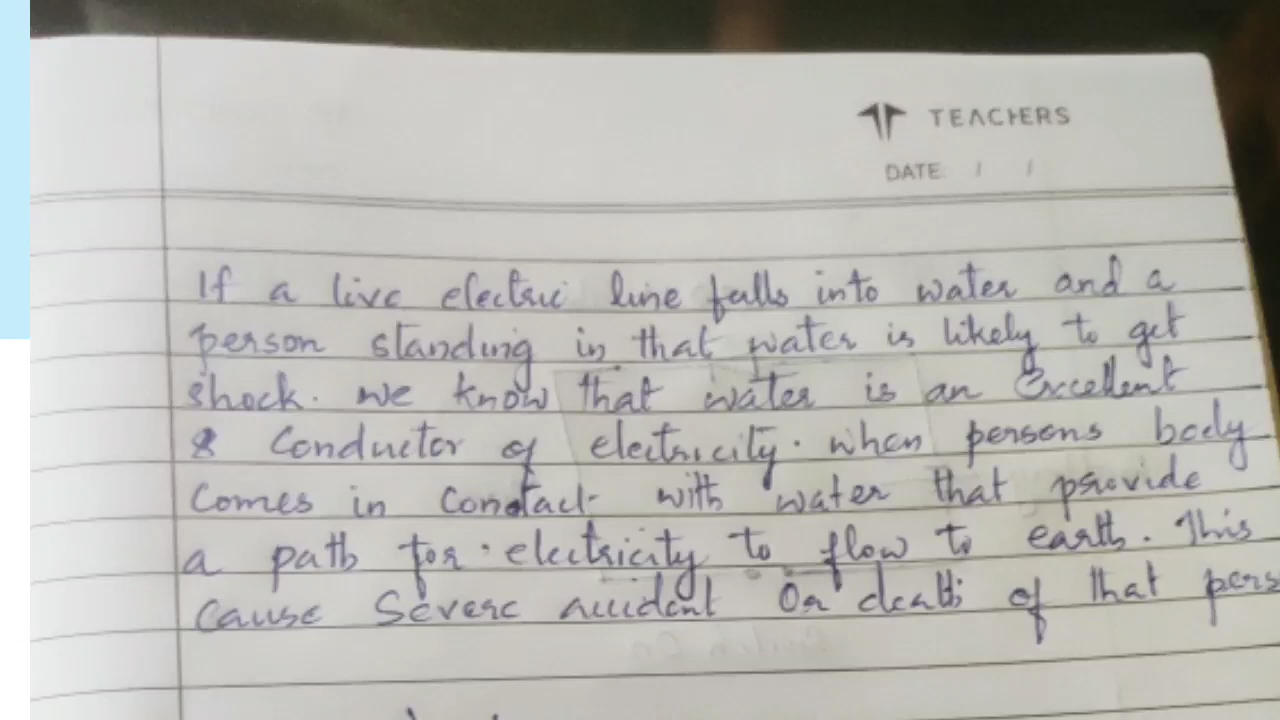 TEACHERS
DATE: / /
If a live electric line falls into water and a
person standing in that water is likely to get
shock. we know that water is an Excellent
& Conductor of electricity. when persons body
Comes in Contact with water that provide
a path for electricity to flow to earth. This
Cause Severe accident Or death of that pers